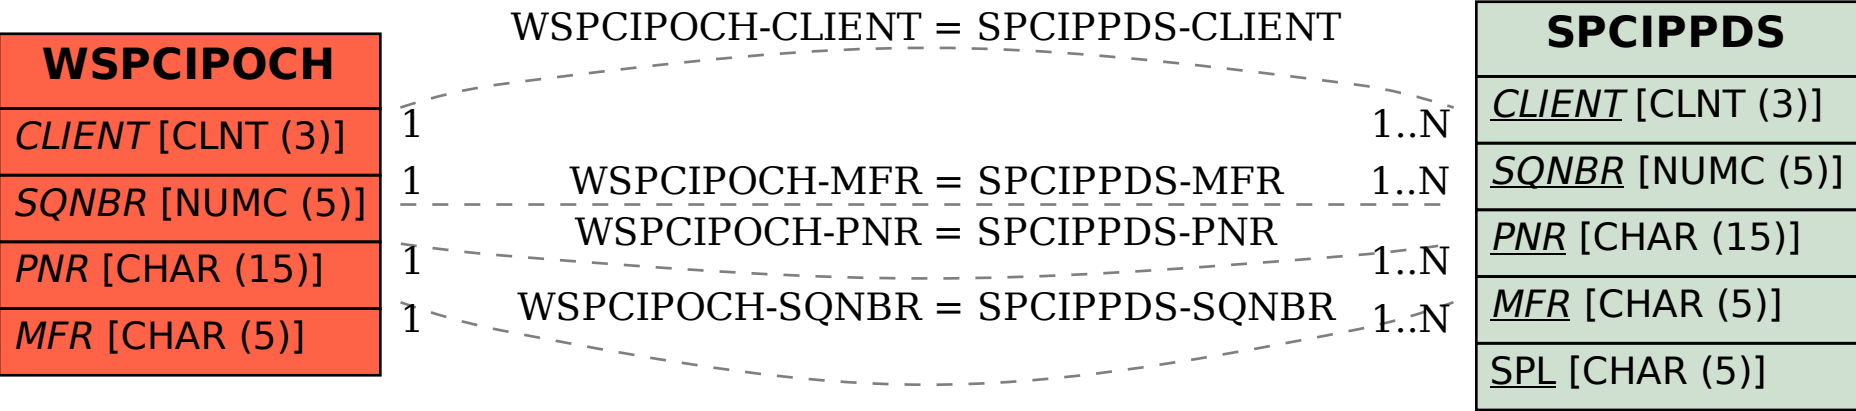 WSPCIPOCH
CLIENT [CLNT (3)]
SQNBR [NUMC (5)]
PNR [CHAR (15)]
MFR [CHAR (5)]
WSPCIPOCH-CLIENT = SPCIPPDS-CLIENT
1
1..N
1
WSPCIPOCH-MFR = SPCIPPDS-MFR
1..N
WSPCIPOCH-PNR = SPCIPPDS-PNR
1
1..N
WSPCIPOCH-SQNBR = SPCIPPDS-SQNBR
1
1..N
SPCIPPDS
CLIENT [CLNT (3)]
SQNBR [NUMC (5)]
PNR [CHAR (15)]
MFR [CHAR (5)]
SPL [CHAR (5)]